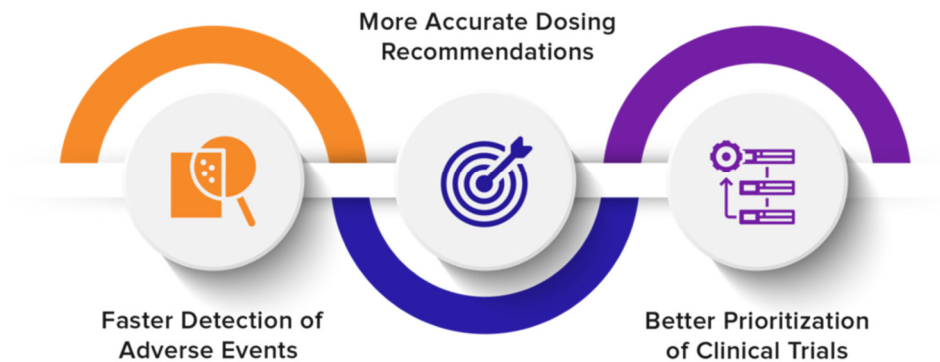 More Accurate Dosing
Recommendations
Faster Detection of
Adverse Events
Better Prioritization
of Clinical Trials